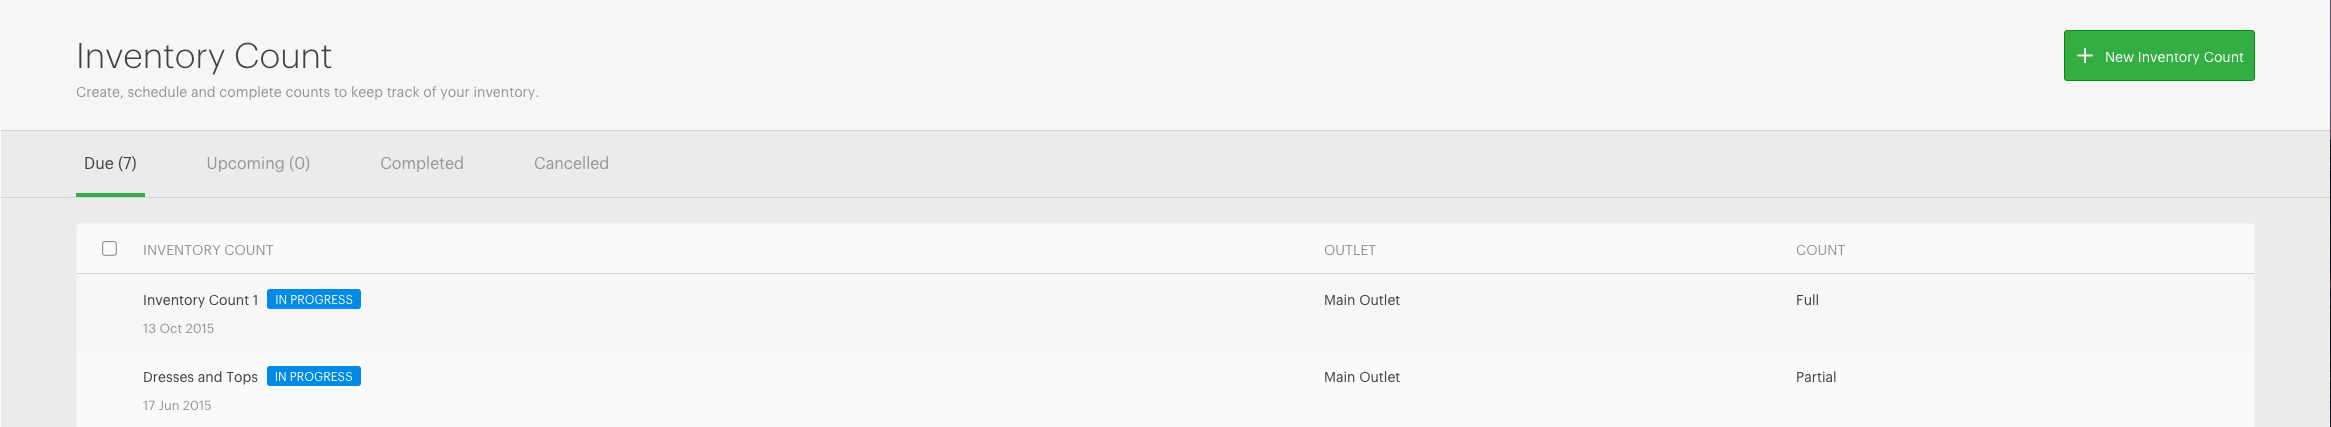 Inventory Count
Create, schedule and complete counts to keep track of your inventory.
New Inventory Count
Due (7) Upcoming (0) Completed Cancelled
INVENTORY COUNT OUTLET COUNT
Inventory Count 1 IN PROGRESS Main Outlet Full
13 Oct 2015
Dresses and Tops IN PROGRESS Main Outlet Partial
17 Jun 2015